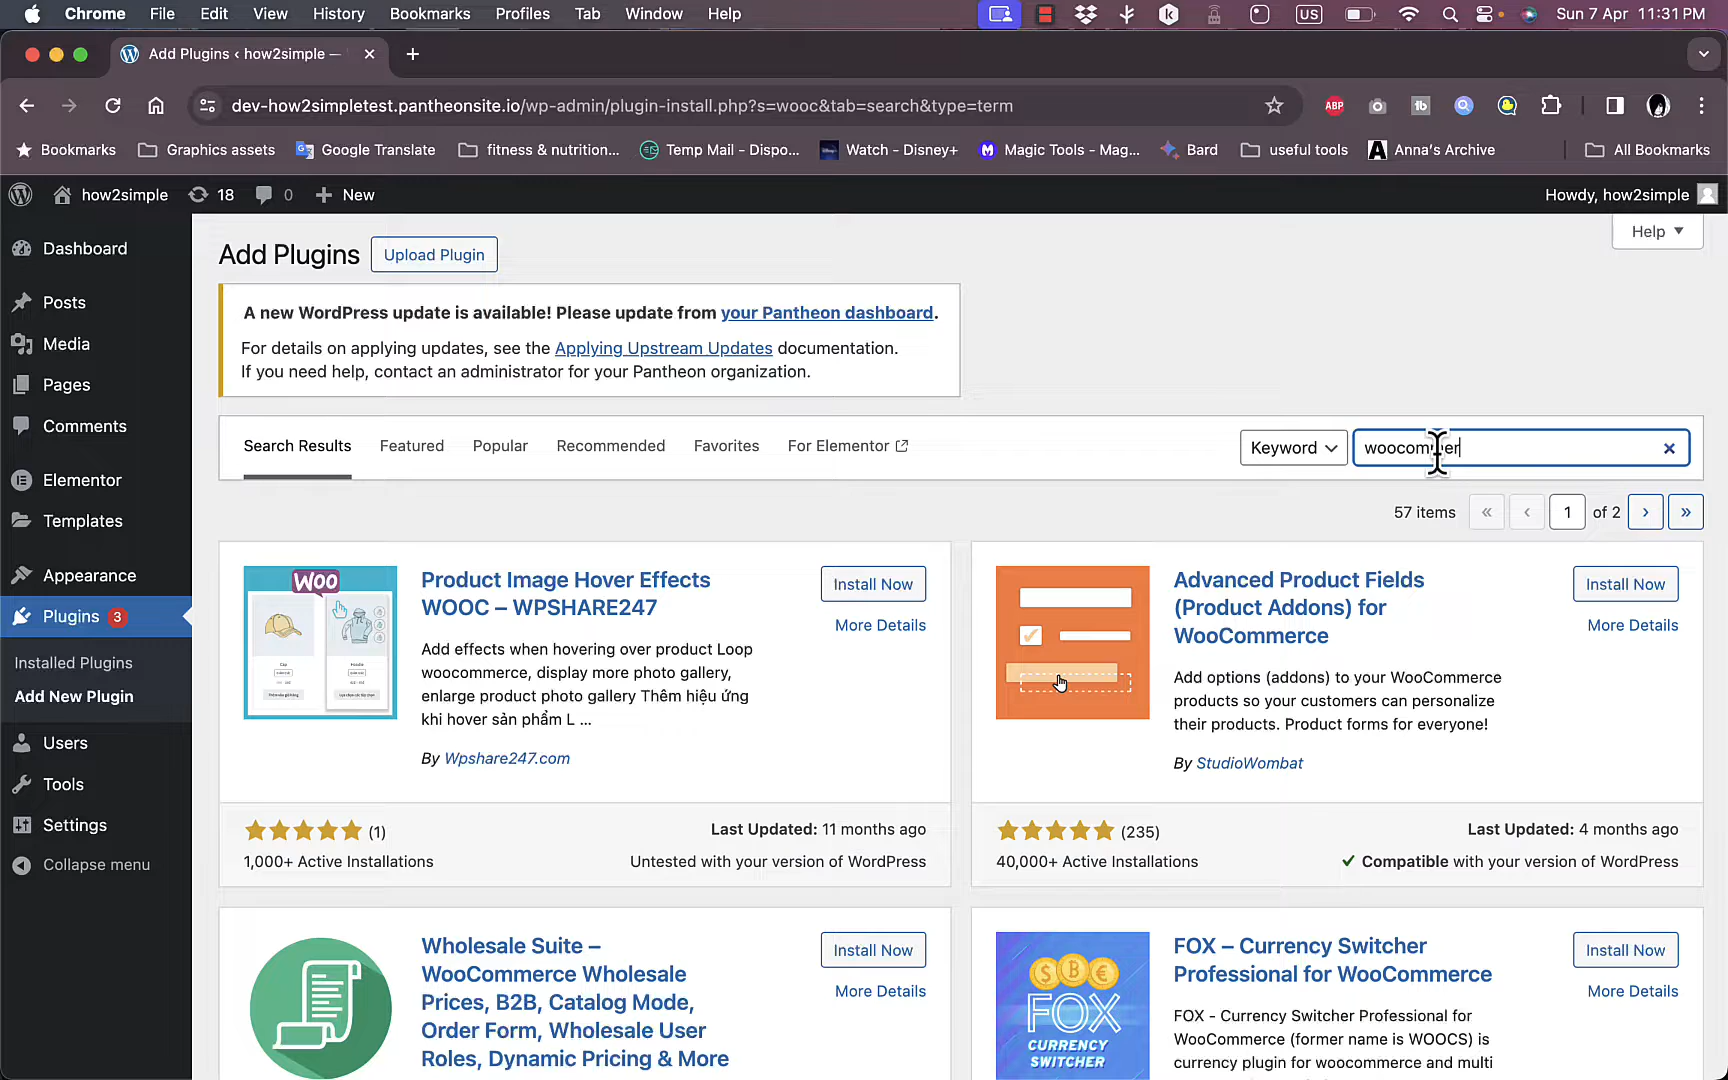 Chrome File Edit View History Bookmarks Profiles Tab Window Help US Sun 7 Apr 11:31 PM
Add Plugins ‹ how2simple —
dev-how2simpletest.pantheonsite.io/wp-admin/plugin-install.php?s=wooc&tab=search&type=term
ABP tb
Bookmarks Graphics assets Google Translate fitness & nutrition... Temp Mail - Dispo... Watch - Disney+ Magic Tools - Mag... Bard useful tools Anna's Archive All Bookmarks
how2simple 18 0 New Howdy, how2simple
Dashboard
Posts
Media
Pages
Comments
Elementor
Templates
Appearance
Plugins 3
Installed Plugins
Add New Plugin
Users
Tools
Settings
Collapse menu
Help
Add Plugins Upload Plugin
A new WordPress update is available! Please update from your Pantheon dashboard.
For details on applying updates, see the Applying Upstream Updates documentation.
If you need help, contact an administrator for your Pantheon organization.
Search Results Featured Popular Recommended Favorites For Elementor Keyword woocommer
57 items « ‹ 1 of 2 › »
WOO
Product Image Hover Effects
WOOC – WPSHARE247
Install Now
More Details
Add effects when hovering over product Loop
woocommerce, display more photo gallery,
enlarge product photo gallery Thêm hiệu ứng
khi hover sản phẩm L ...
By Wpshare247.com
(1)
1,000+ Active Installations
Last Updated: 11 months ago
Untested with your version of WordPress
Advanced Product Fields
(Product Addons) for
WooCommerce
Install Now
More Details
Add options (addons) to your WooCommerce
products so your customers can personalize
their products. Product forms for everyone!
By StudioWombat
(235)
40,000+ Active Installations
Last Updated: 4 months ago
Compatible with your version of WordPress
Wholesale Suite –
WooCommerce Wholesale
Prices, B2B, Catalog Mode,
Order Form, Wholesale User
Roles, Dynamic Pricing & More
Install Now
More Details
FOX
CURRENCY
SWITCHER
FOX – Currency Switcher
Professional for WooCommerce
Install Now
More Details
FOX - Currency Switcher Professional for
WooCommerce (former name is WOOCS) is
currency plugin for woocommerce and multi